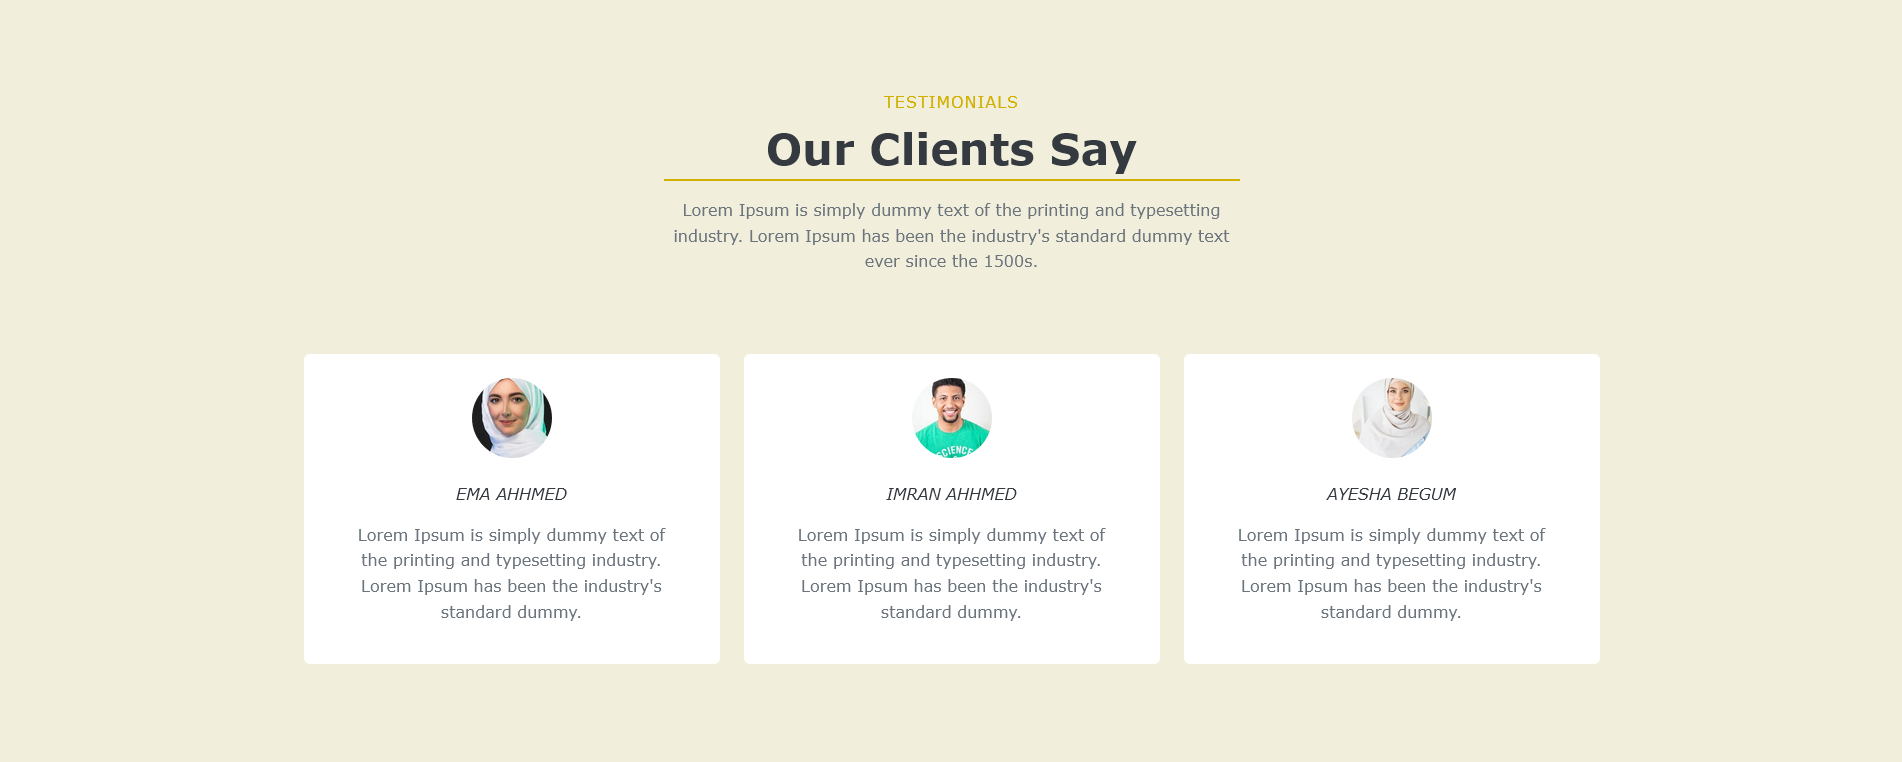 TESTIMONIALS
Our Clients Say
Lorem Ipsum is simply dummy text of the printing and typesetting
industry. Lorem Ipsum has been the industry's standard dummy text
ever since the 1500s.
SCIENCE
EMA AHHMED
Lorem Ipsum is simply dummy text of
the printing and typesetting industry.
Lorem Ipsum has been the industry's
standard dummy.
IMRAN AHHMED
Lorem Ipsum is simply dummy text of
the printing and typesetting industry.
Lorem Ipsum has been the industry's
standard dummy.
AYESHA BEGUM
Lorem Ipsum is simply dummy text of
the printing and typesetting industry.
Lorem Ipsum has been the industry's
standard dummy.